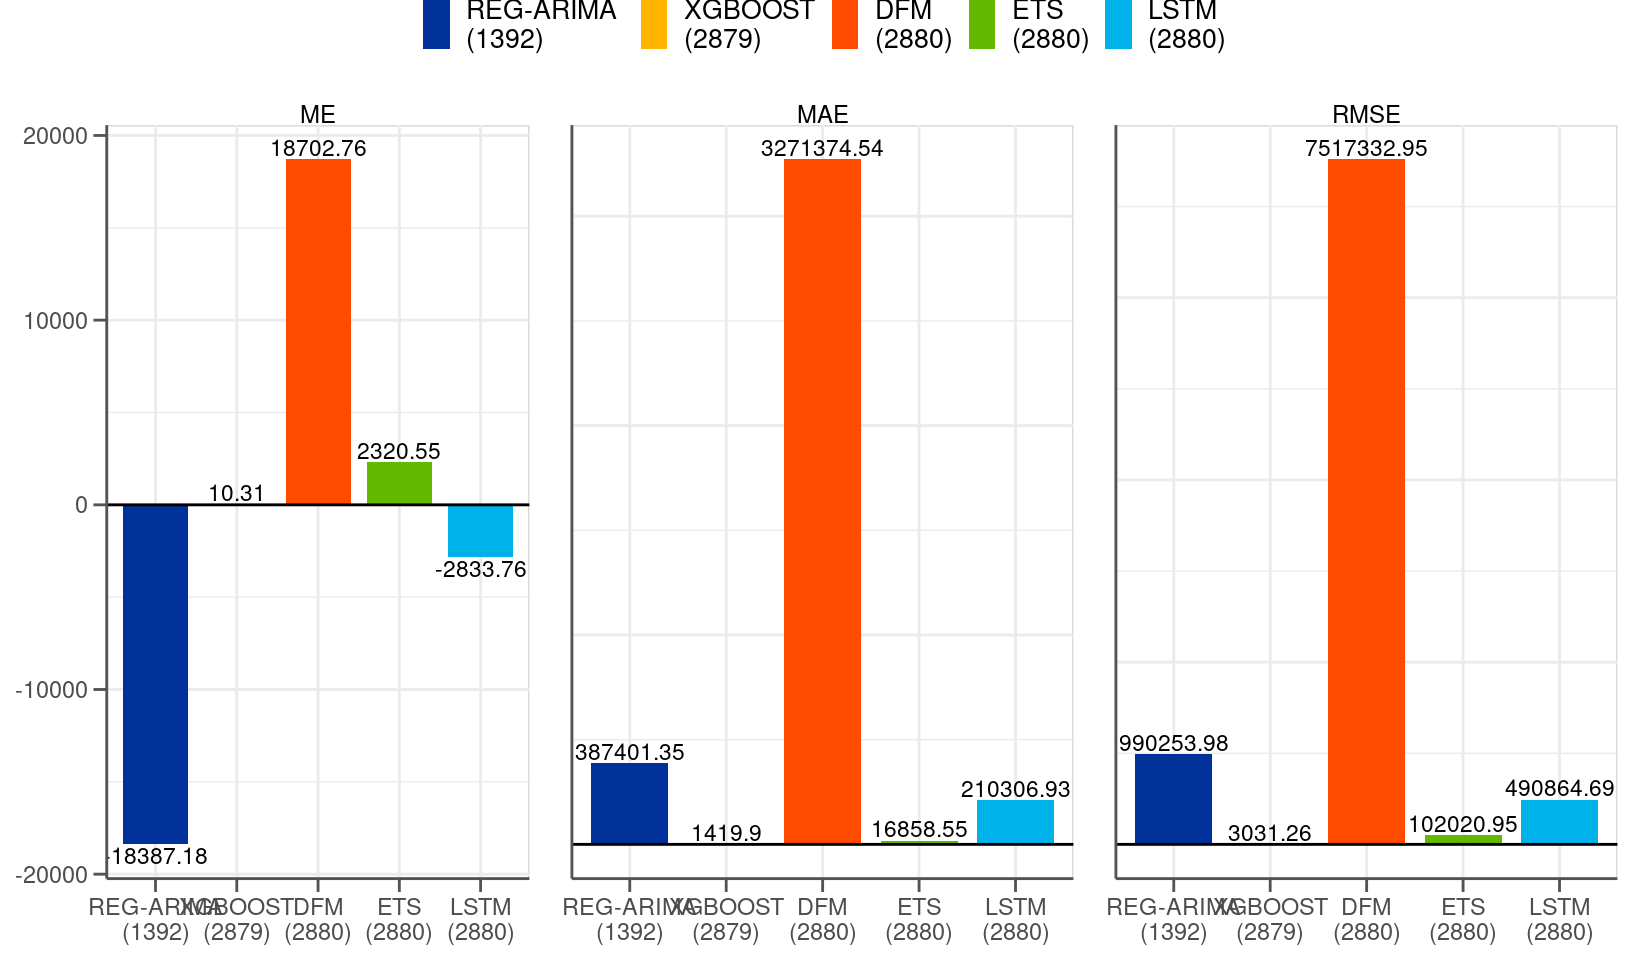 REG-ARIMA XGBOOST DFM ETS LSTM
(1392) (2879) (2880) (2880) (2880)
ME
20000
10000
0
-10000
-20000
18702.76
2320.55
10.31
-2833.76
-18387.18
REG-ARIMA XGBOOST DFM ETS LSTM
(1392) (2879) (2880) (2880) (2880)
MAE
3271374.54
387401.35
210306.93
1419.9
16858.55
REG-ARIMA XGBOOST DFM ETS LSTM
(1392) (2879) (2880) (2880) (2880)
RMSE
7517332.95
990253.98
490864.69
3031.26
102020.95
REG-ARIMA XGBOOST DFM ETS LSTM
(1392) (2879) (2880) (2880) (2880)